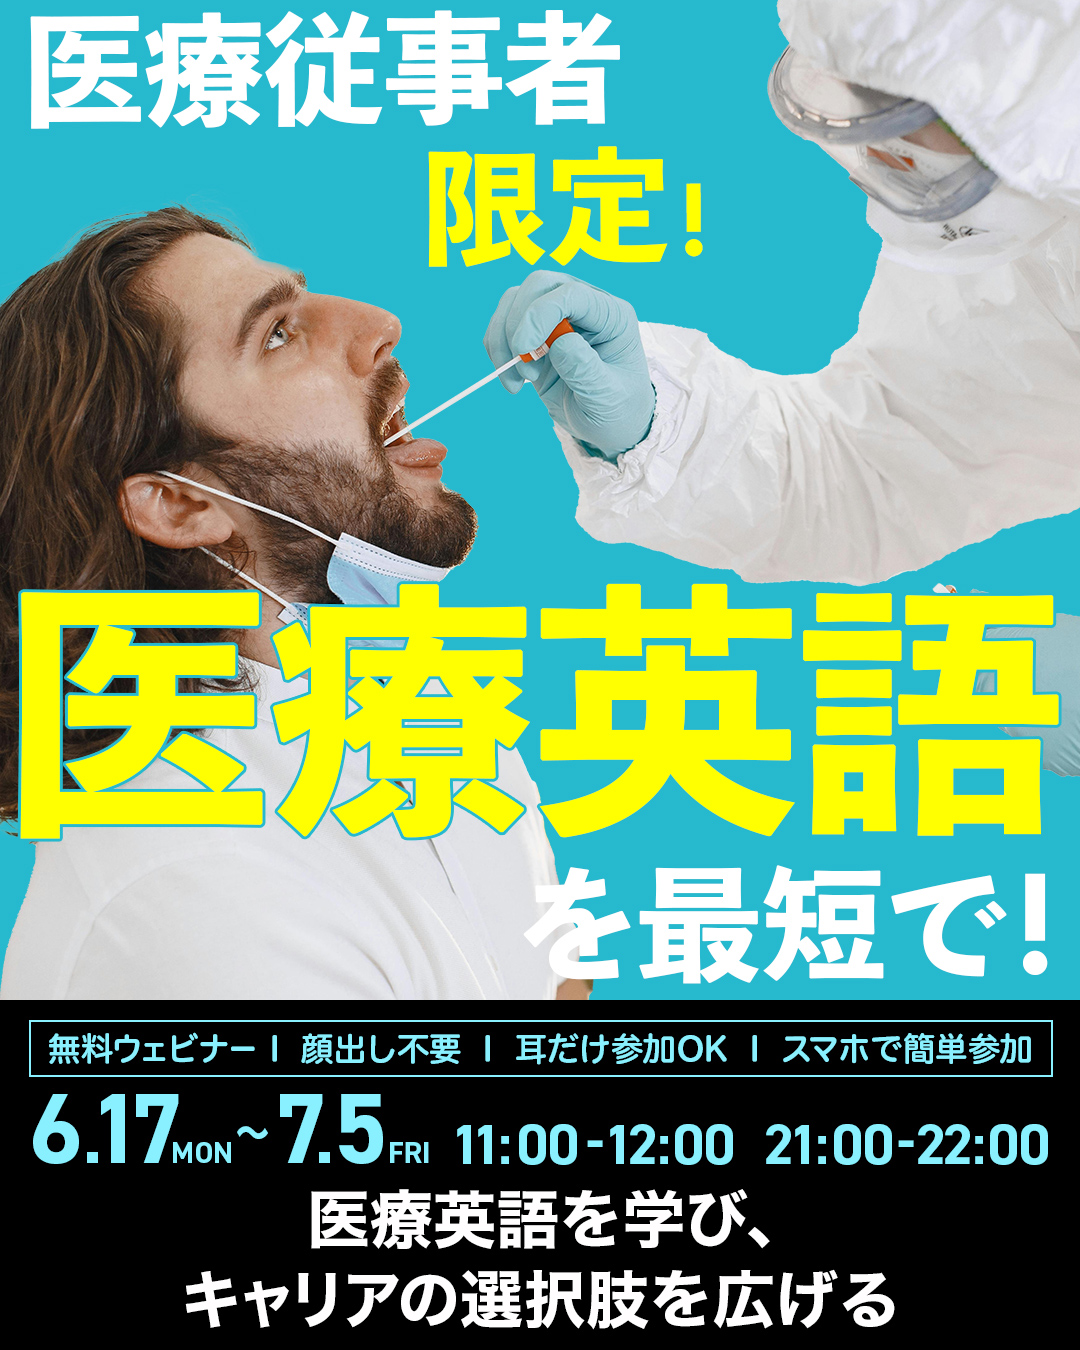 医療従事者
限定!
医療英語
を最短で!
無料ウェビナー | 顔出し不要 | 耳だけ参加OK | スマホで簡単参加
6.17MON～7.5FRI 11:00-12:00 21:00-22:00
医療英語を学び、
キャリアの選択肢を広げる